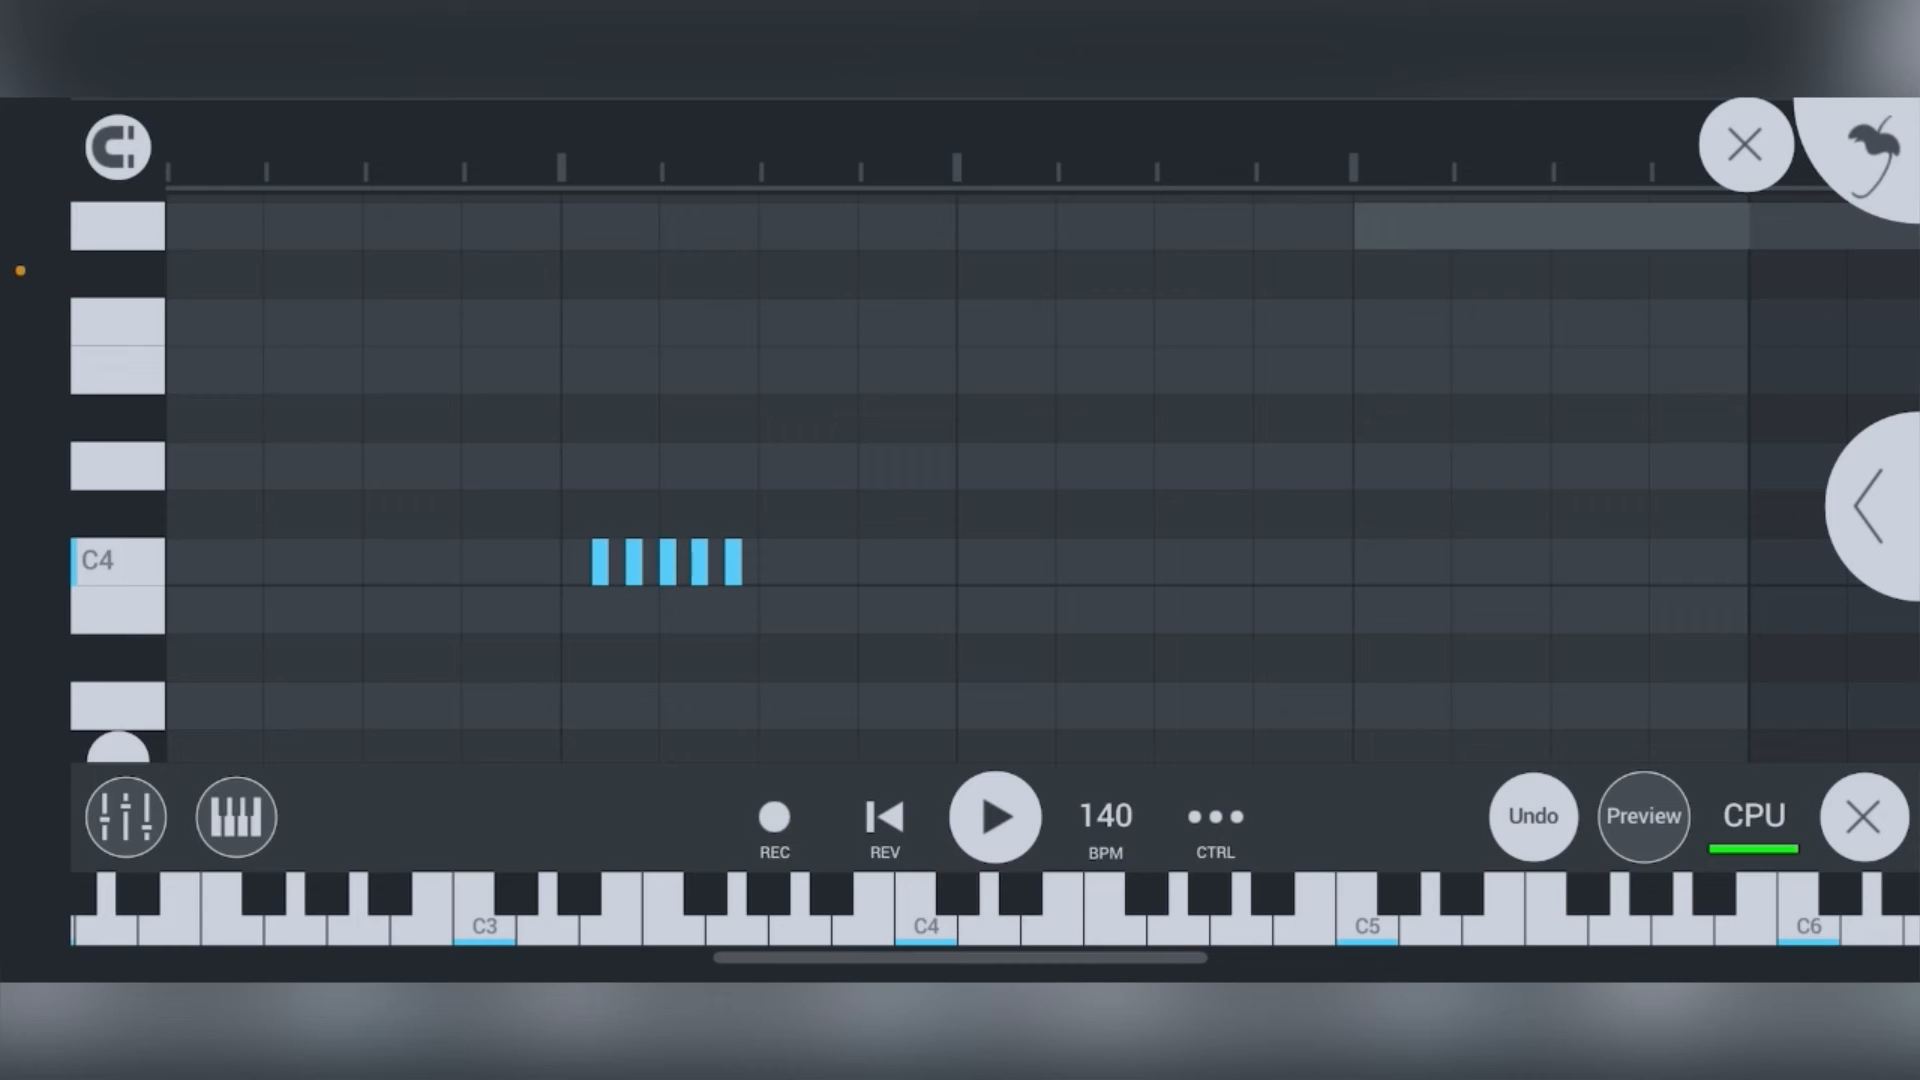 C4
140
Undo
Preview
CPU
REC
REV
BPM
CTRL
C3
C4
C5
C6